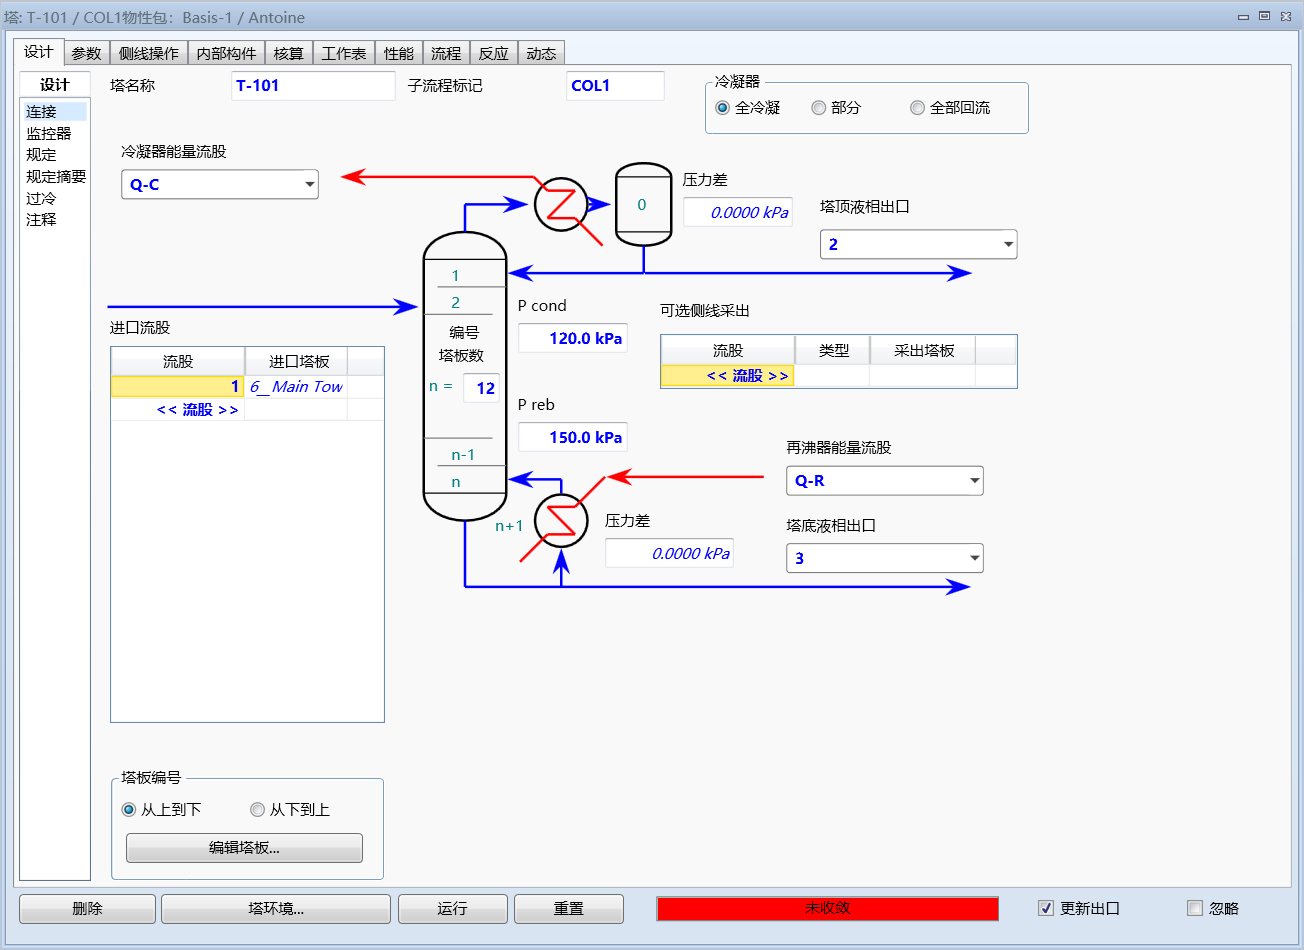 塔: T-101 / COL1物性包: Basis-1 / Antoine
设计 参数 侧线操作 内部构件 核算 工作表 性能 流程 反应 动态
设计
连接
监控器
规定
规定摘要
过冷
注释
塔名称 T-101 子流程标记 COL1
冷凝器
全冷凝 部分 全部回流
冷凝器能量流股
Q-C
0
压力差
0.0000 kPa
塔顶液相出口
2
1
2
编号
塔板数
n = 12
n-1
n
n+1
P cond
120.0 kPa
P reb
150.0 kPa
可选侧线采出
流股 类型 采出塔板
<< 流股 >>
进口流股
流股 进口塔板
1 6__Main Tow
<< 流股 >>
再沸器能量流股
Q-R
压力差
0.0000 kPa
塔底液相出口
3
塔板编号
从上到下 从下到上
编辑塔板...
删除 塔环境... 运行 重置 未收敛 更新出口 忽略